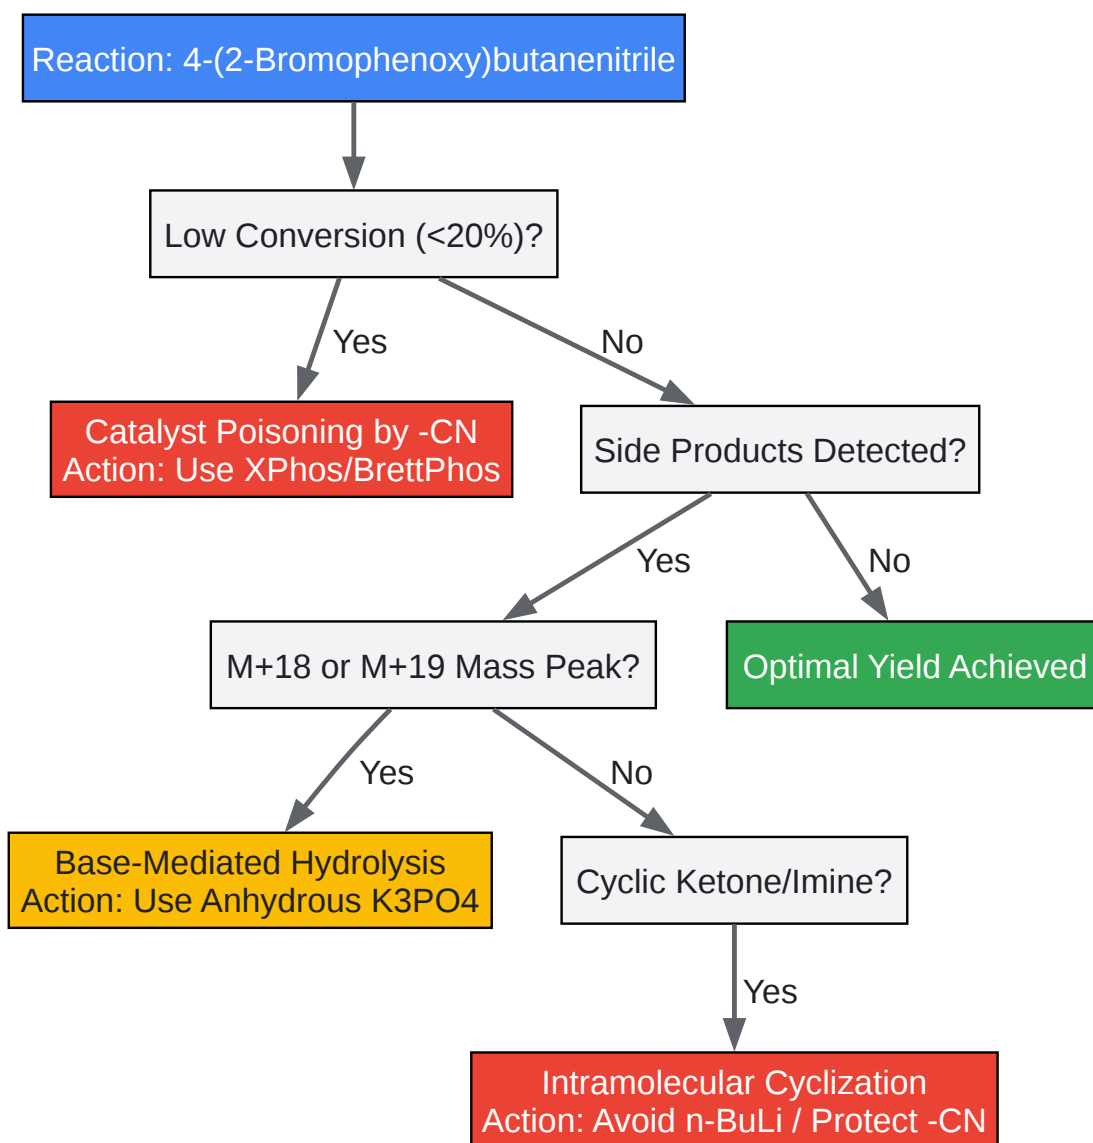 Reaction: 4-(2-Bromophenoxy)butanenitrile
Low Conversion (<20%)?
Yes
No
Catalyst Poisoning by -CN
Action: Use XPhos/BrettPhos
Side Products Detected?
Yes
No
M+18 or M+19 Mass Peak?
Optimal Yield Achieved
Yes
No
Base-Mediated Hydrolysis
Action: Use Anhydrous K3PO4
Cyclic Ketone/Imine?
Yes
Intramolecular Cyclization
Action: Avoid n-BuLi / Protect -CN